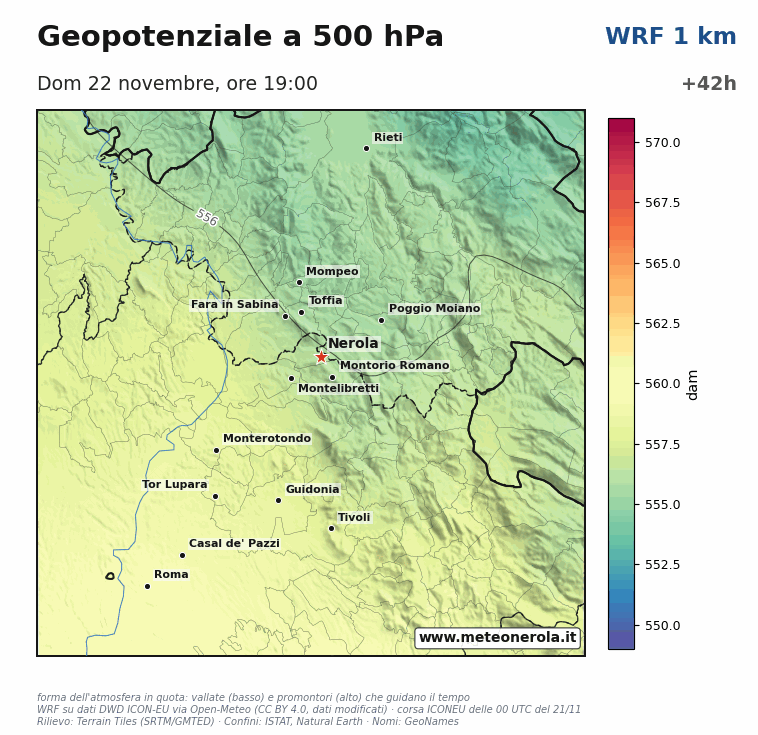 Geopotenziale a 500 hPa
WRF 1 km
Dom 22 novembre, ore 19:00
+42h
Rieti
556
Mompeo
Toffia
Fara in Sabina
Poggio Moiano
Nerola
Montorio Romano
Montelibretti
Monterotondo
Tor Lupara
Guidonia
Tivoli
Casal de' Pazzi
Roma
www.meteonerola.it
570.0
567.5
565.0
562.5
560.0
557.5
555.0
552.5
550.0
dam
forma dell'atmosfera in quota: vallate (basso) e promontori (alto) che guidano il tempo
WRF su dati DWD ICON-EU via Open-Meteo (CC BY 4.0, dati modificati) · corsa ICONEU delle 00 UTC del 21/11
Rilievo: Terrain Tiles (SRTM/GMTED) · Confini: ISTAT, Natural Earth · Nomi: GeoNames